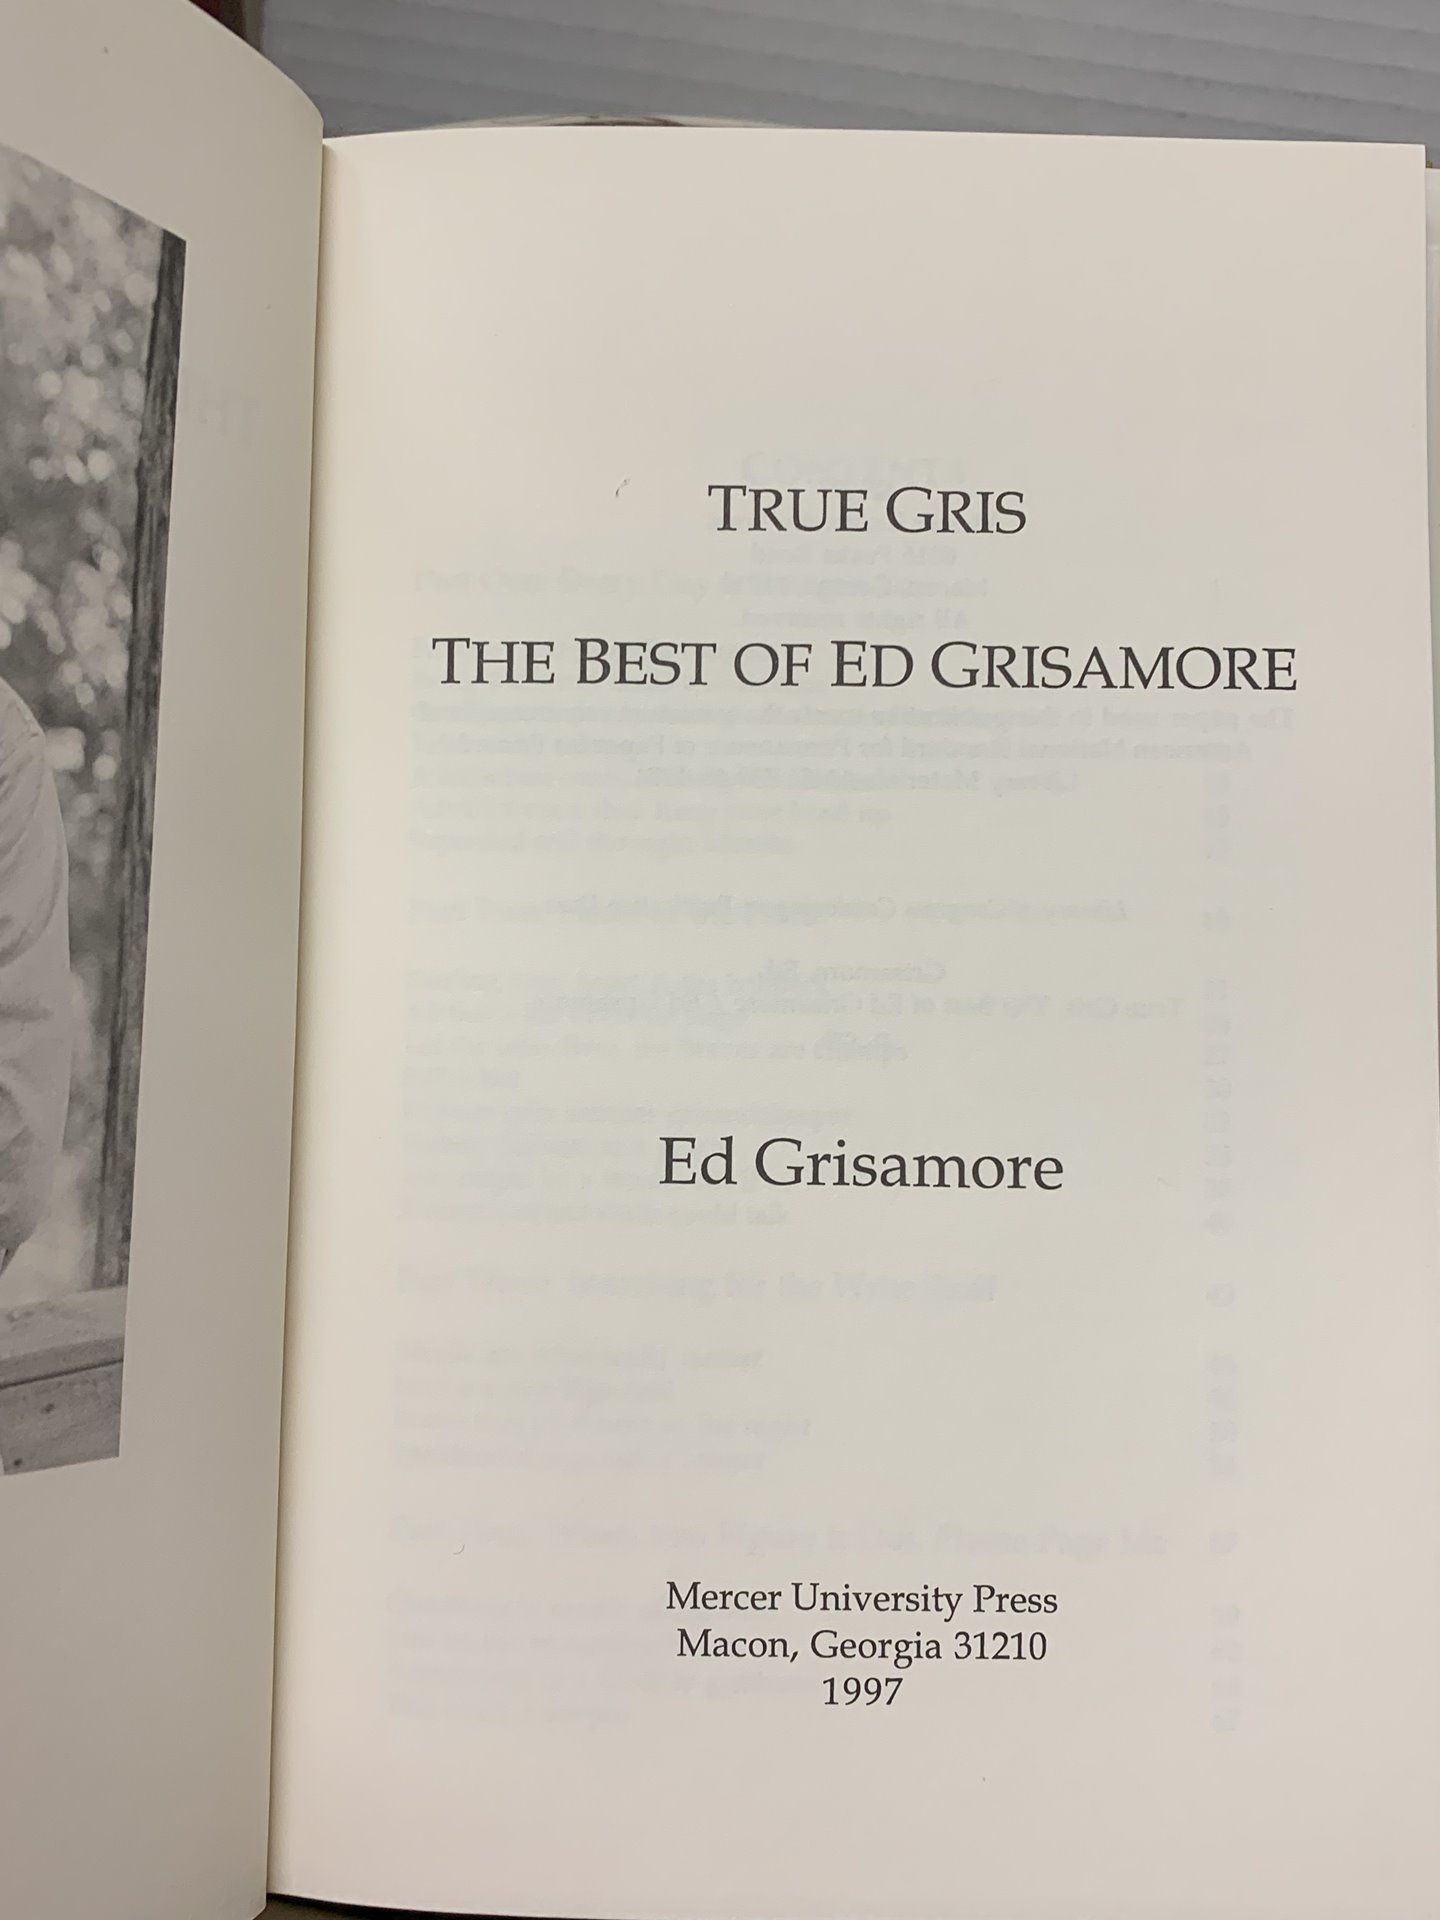 TRUE GRIS
THE BEST OF ED GRISAMORE
Ed Grisamore
Mercer University Press
Macon, Georgia 31210
1997